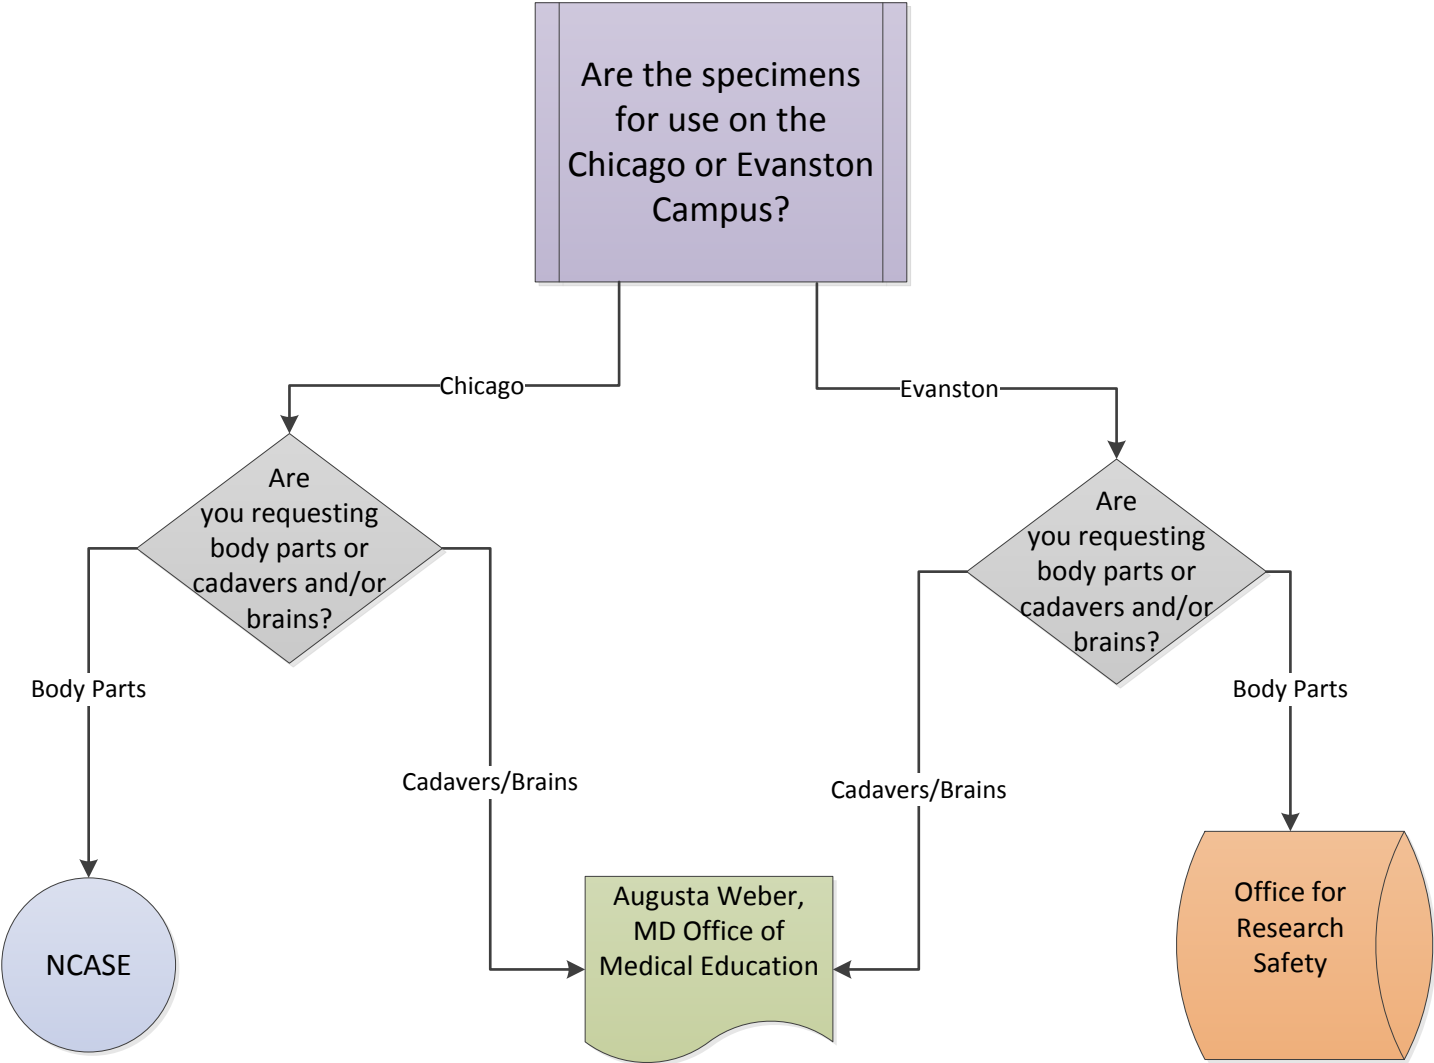 Are the specimens
for use on the
Chicago or Evanston
Campus?
Chicago
Evanston
Are
you requesting
body parts or
cadavers and/or
brains?
Are
you requesting
body parts or
cadavers and/or
brains?
Body Parts
Body Parts
Cadavers/Brains
Cadavers/Brains
NCASE
Augusta Weber,
MD Office of
Medical Education
Office for
Research
Safety